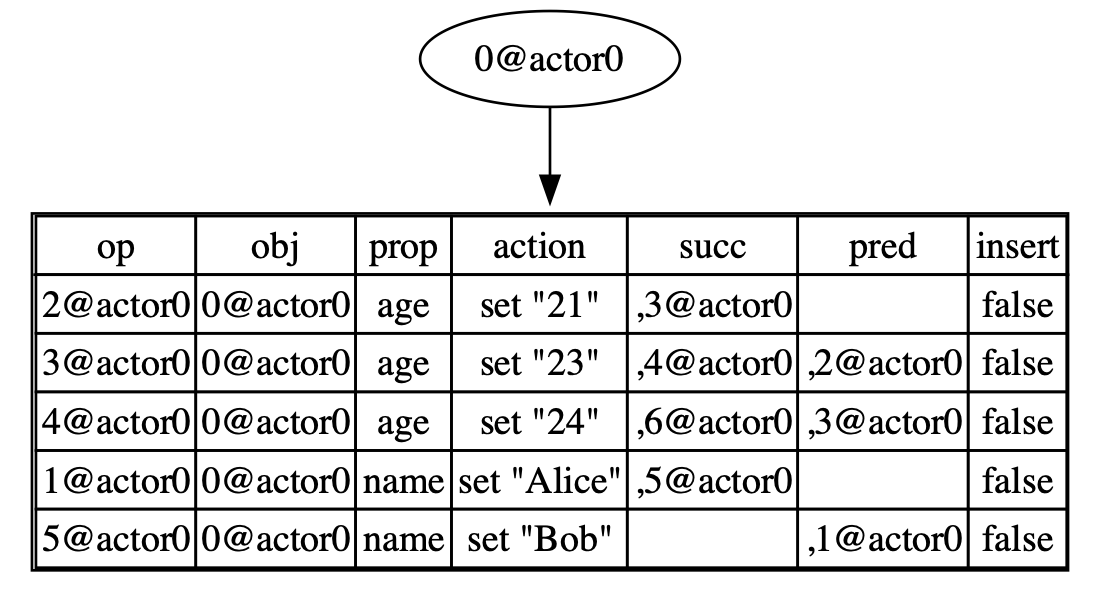 0@actor0
op obj prop action succ pred insert
2@actor0 0@actor0 age set "21" ,3@actor0 false
3@actor0 0@actor0 age set "23" ,4@actor0 ,2@actor0 false
4@actor0 0@actor0 age set "24" ,6@actor0 ,3@actor0 false
1@actor0 0@actor0 name set "Alice" ,5@actor0 false
5@actor0 0@actor0 name set "Bob" ,1@actor0 false